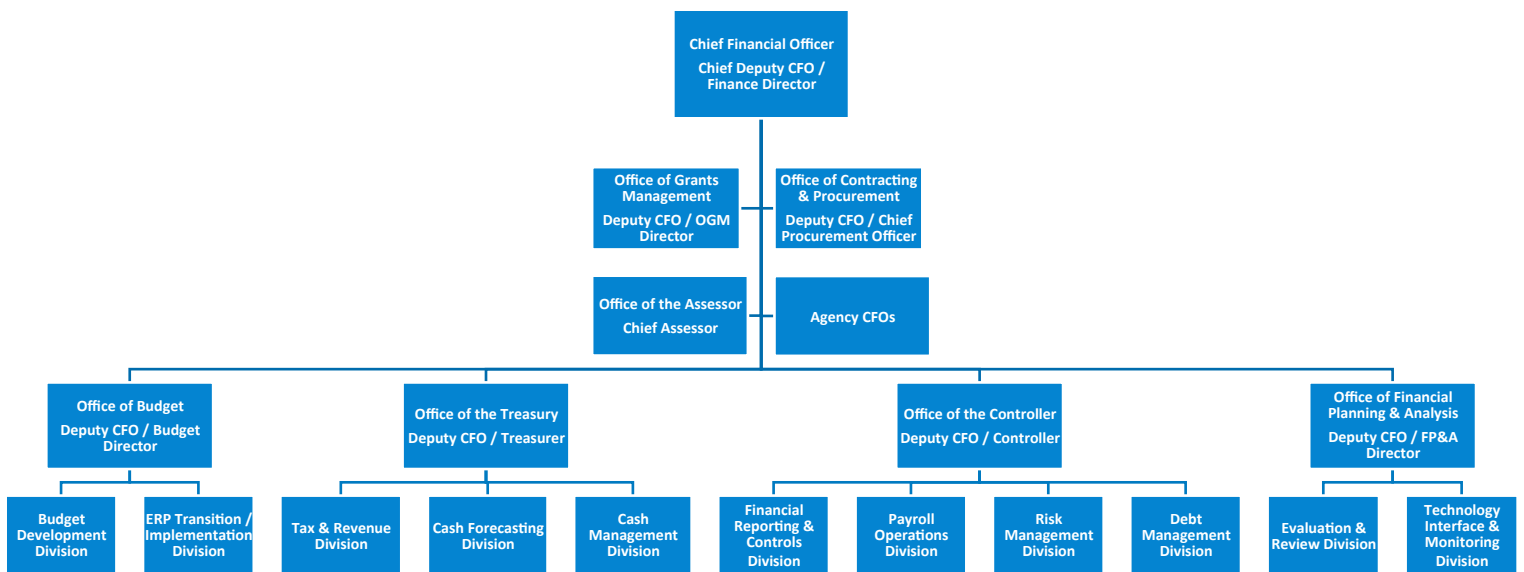 Chief Financial Officer
Chief Deputy CFO /
Finance Director
Office of Grants
Management
Deputy CFO / OGM
Director
Office of Contracting
& Procurement
Deputy CFO / Chief
Procurement Officer
Office of the Assessor
Chief Assessor
Agency CFOs
Office of Budget
Deputy CFO / Budget
Director
Office of the Treasury
Deputy CFO / Treasurer
Office of the Controller
Deputy CFO / Controller
Office of Financial
Planning & Analysis
Deputy CFO / FP&A
Director
Budget
Development
Division
ERP Transition /
Implementation
Division
Tax & Revenue
Division
Cash Forecasting
Division
Cash
Management
Division
Financial
Reporting &
Controls
Division
Payroll
Operations
Division
Risk
Management
Division
Debt
Management
Division
Evaluation &
Review Division
Technology
Interface &
Monitoring
Division